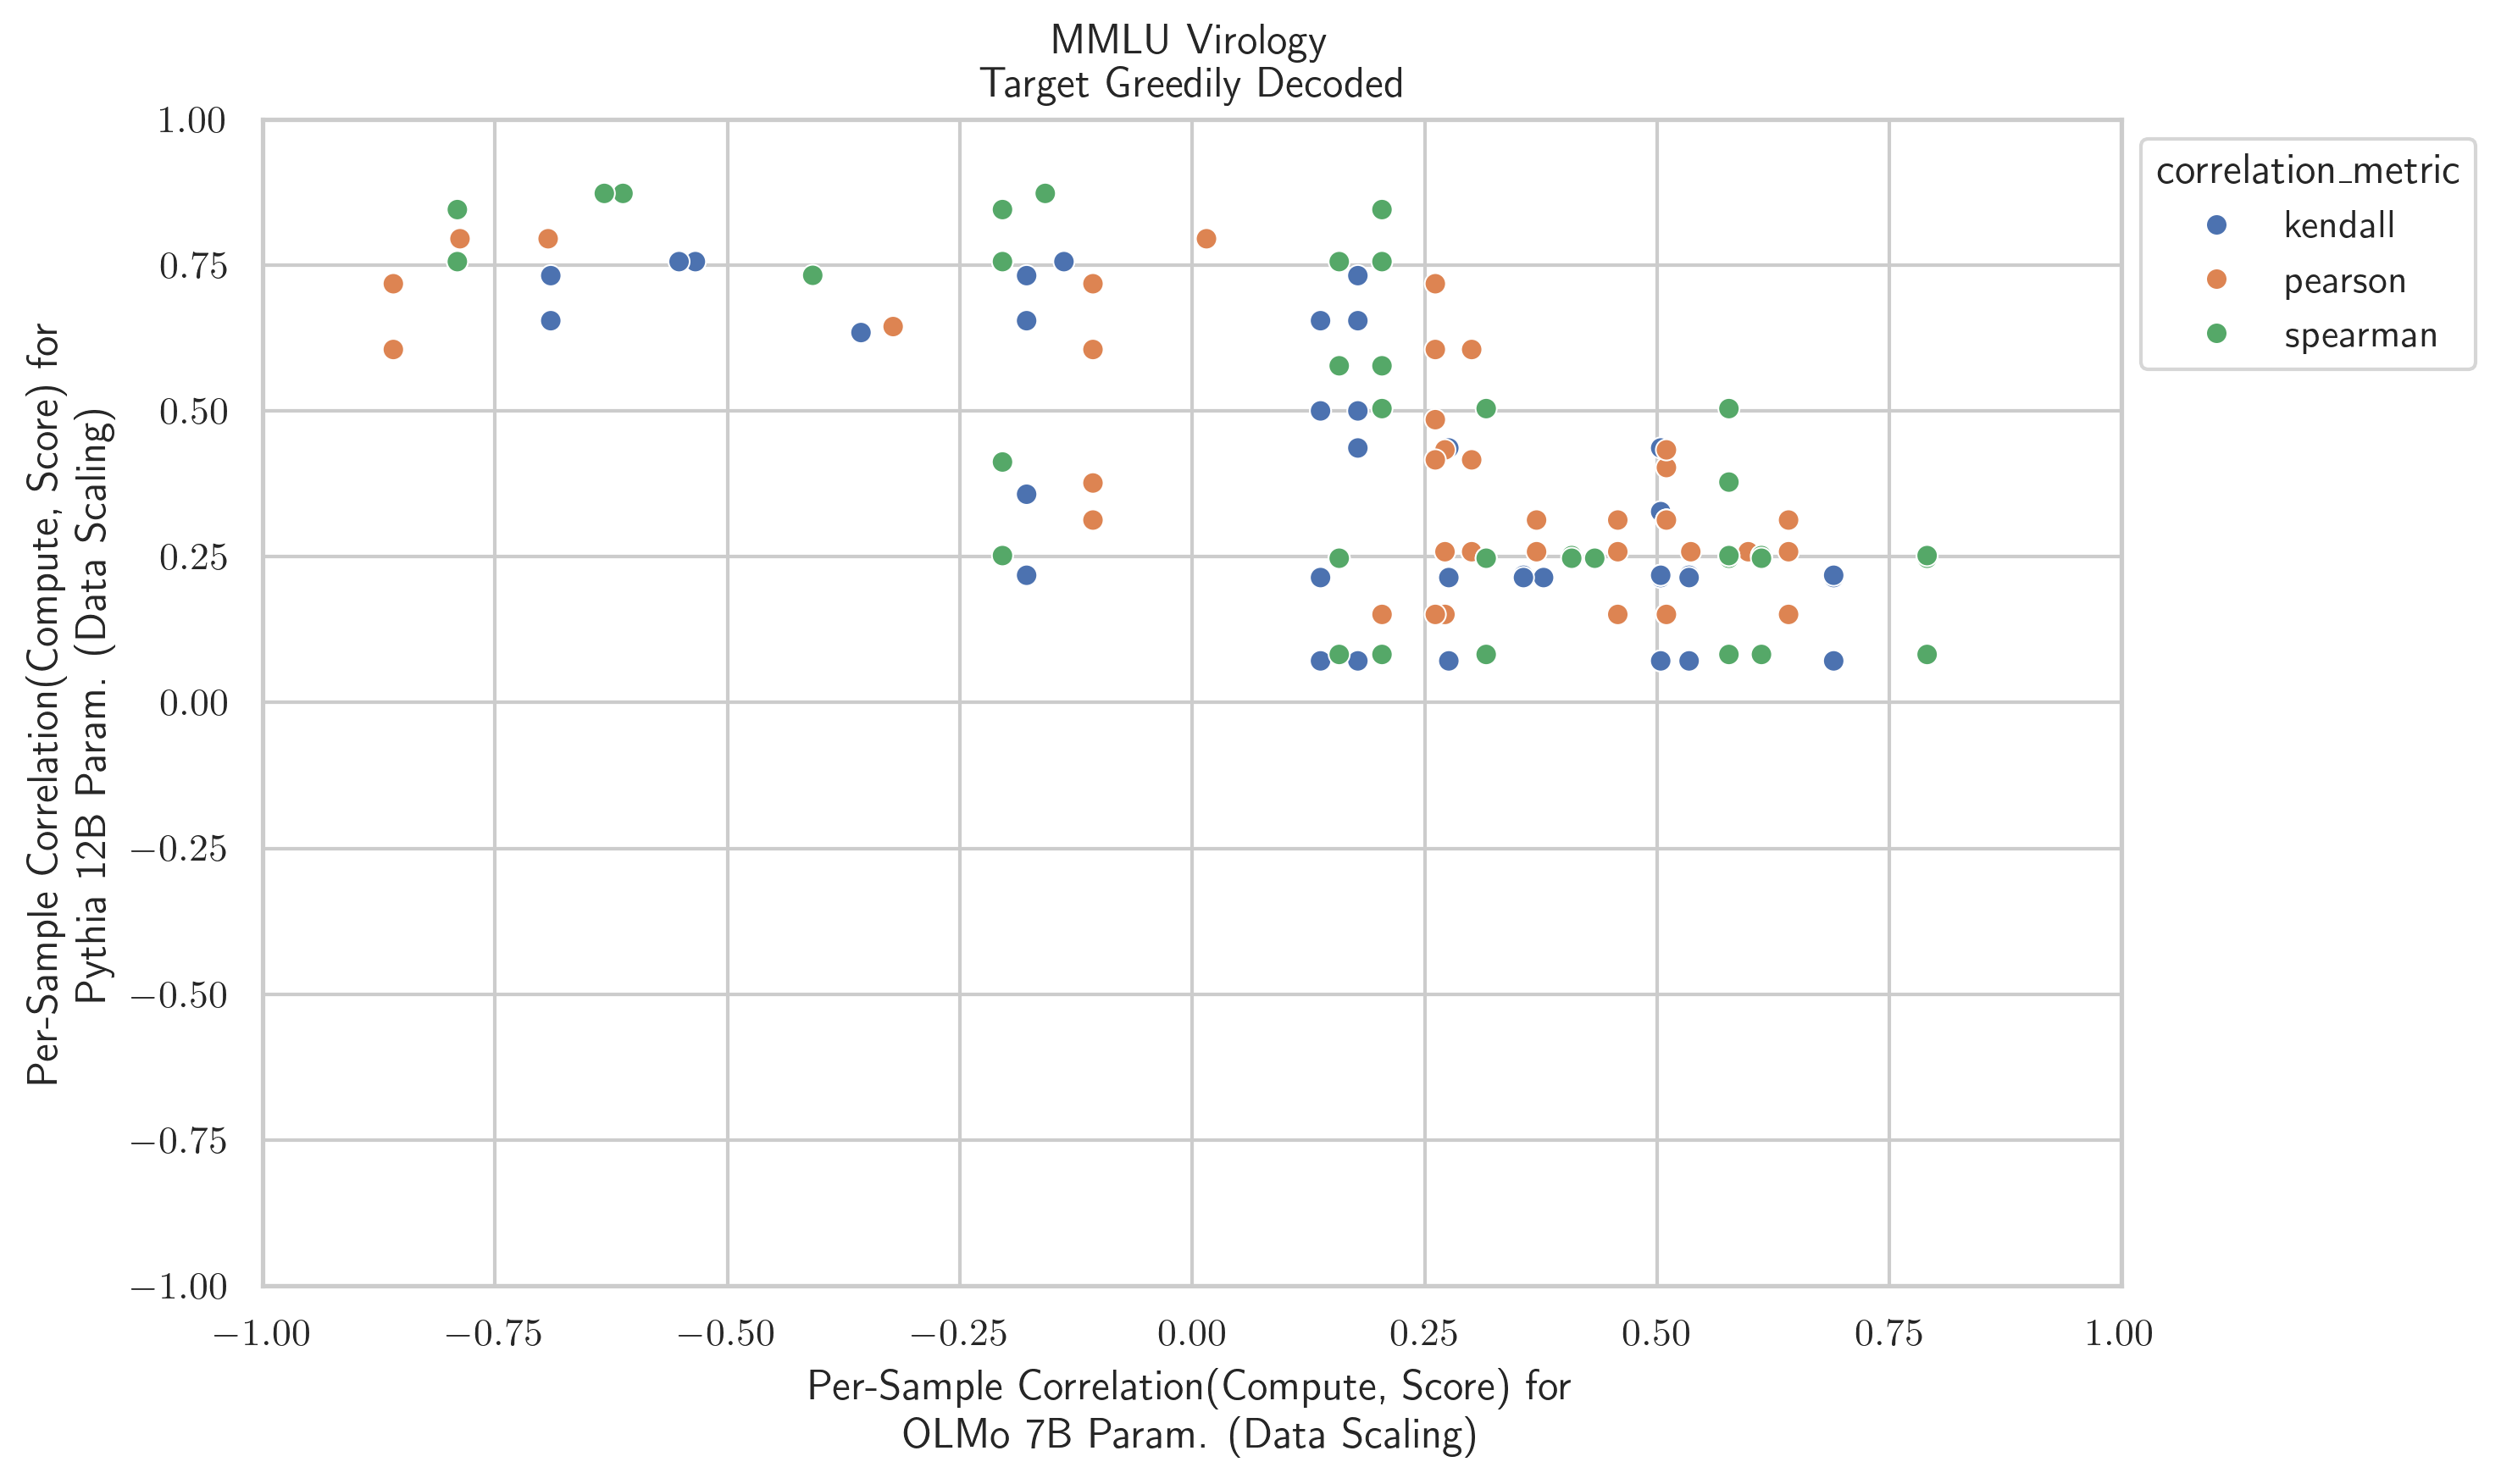 MMLU Virology
Target Greedily Decoded
1.00
0.75
0.50
0.25
0.00
−0.25
−0.50
−0.75
−1.00
Per-Sample Correlation(Compute, Score) for
Pythia 12B Param. (Data Scaling)
−1.00 −0.75 −0.50 −0.25 0.00 0.25 0.50 0.75 1.00
Per-Sample Correlation(Compute, Score) for
OLMo 7B Param. (Data Scaling)
correlation_metric
kendall
pearson
spearman